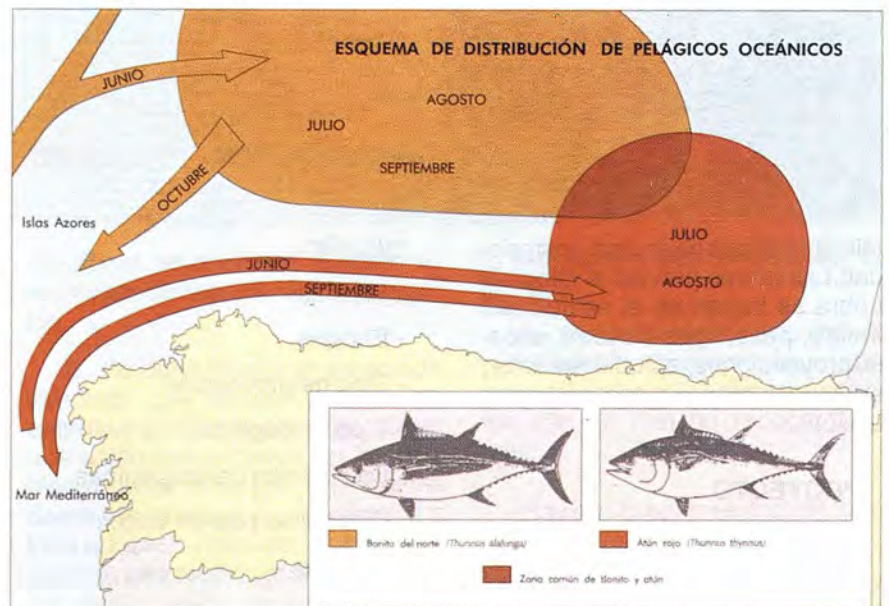 ESQUEMA DE DISTRIBUCIÓN DE PELÁGICOS OCEÁNICOS
JUNIO
AGOSTO
JULIO
SEPTIEMBRE
OCTUBRE
Islas Azores
JULIO
JUNIO
AGOSTO
SEPTIEMBRE
Mar Mediterráneo
Bonito del norte (Thunnus alalunga)
Atún rojo (Thunnus thynnus)
Zona común de bonito y atún